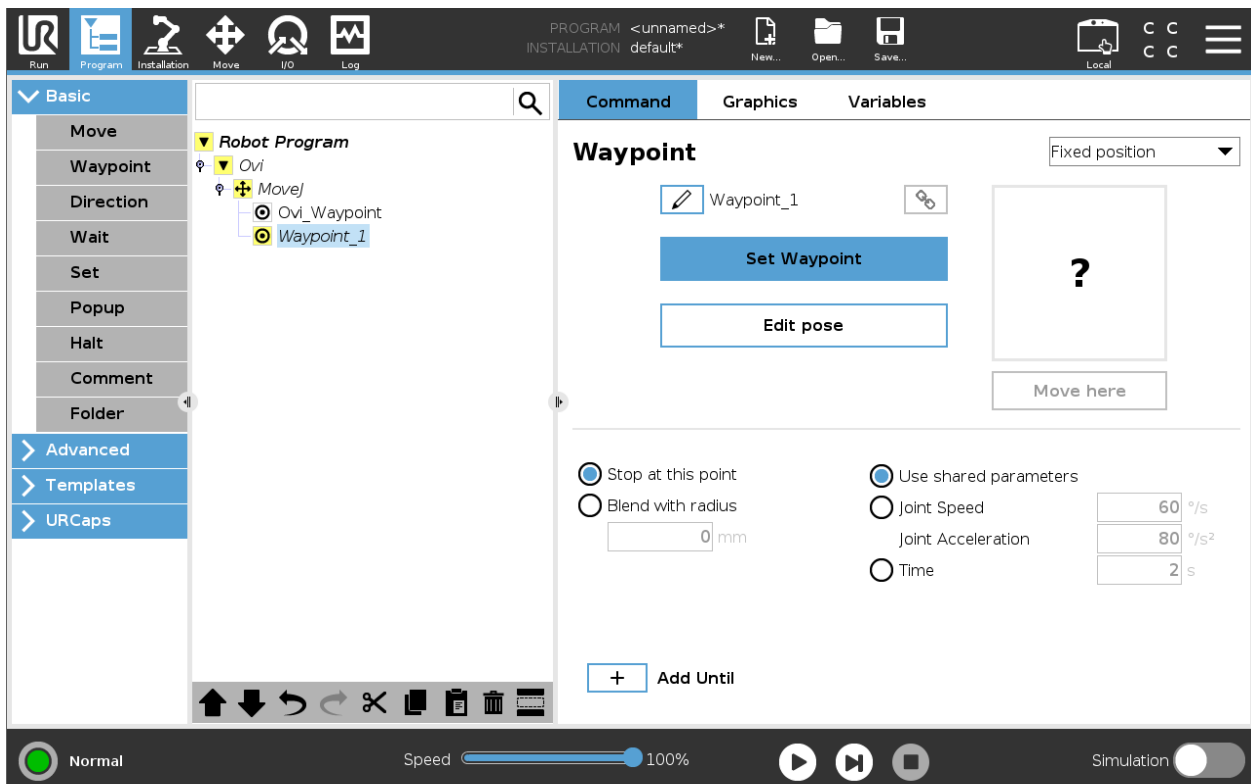 PROGRAM <unnamed>*
INSTALLATION default*
New...
Open...
Save...
Run
Program
Installation
Move
I/O
Log
Local
C C
C C
Basic
Move
Waypoint
Direction
Wait
Set
Popup
Halt
Comment
Folder
Advanced
Templates
URCaps
Robot Program
Ovi
MoveJ
Ovi_Waypoint
Waypoint_1
Command
Graphics
Variables
Waypoint
Fixed position
Waypoint_1
Set Waypoint
Edit pose
?
Move here
Stop at this point
Blend with radius
0 mm
Use shared parameters
Joint Speed 60 °/s
Joint Acceleration 80 °/s²
Time 2 s
+ Add Until
Normal
Speed 100%
Simulation